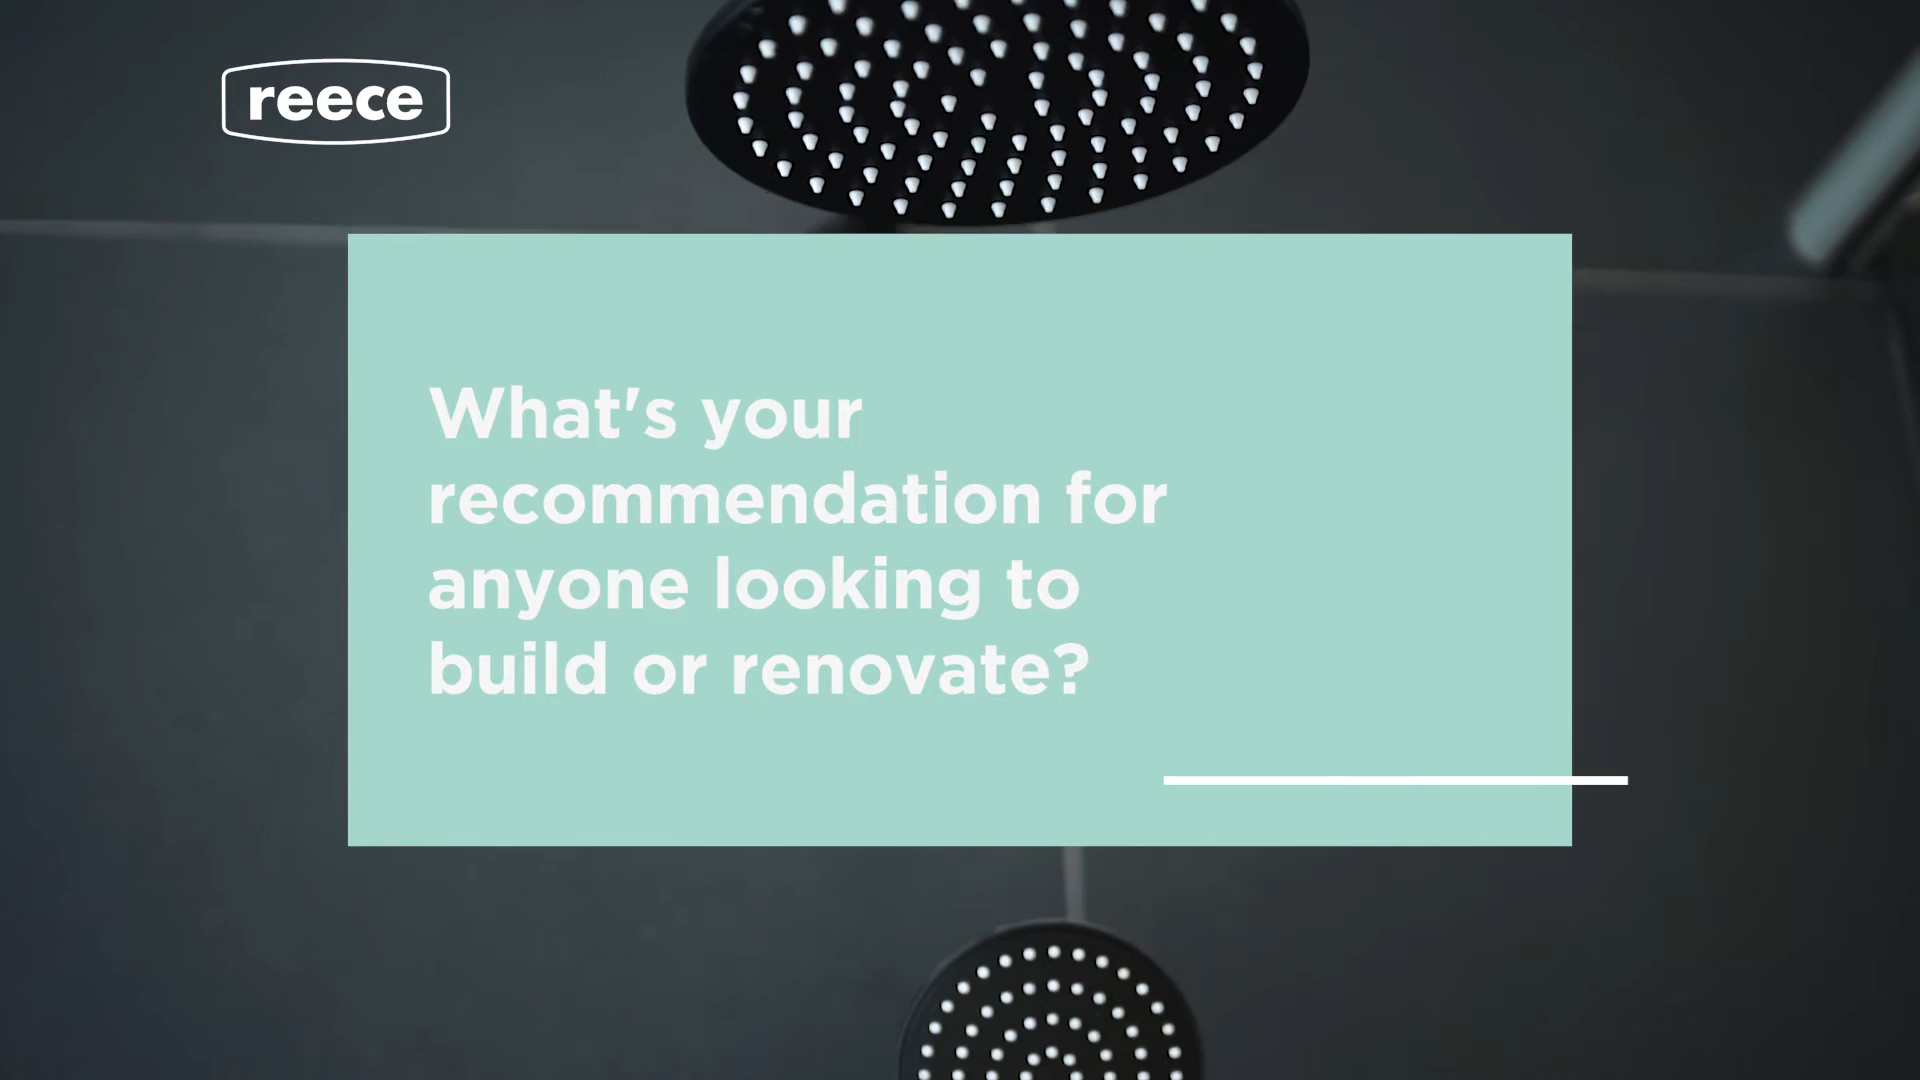 reece
What's your
recommendation for
anyone looking to
build or renovate?